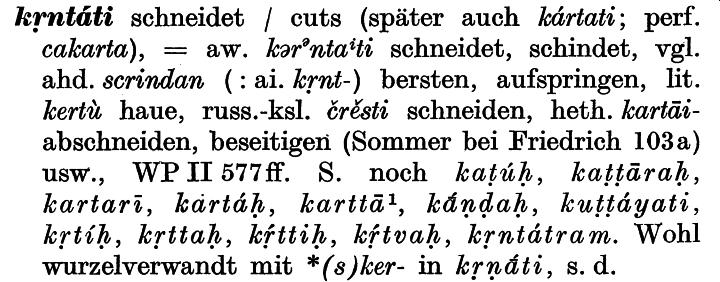 kṛntáti schneidet / cuts (später auch kártati; perf.
cakarta), = aw. kərᵊntaⁱti schneidet, schindet, vgl.
ahd. scrindan (: ai. kṛnt-) bersten, aufspringen, lit.
kertù haue, russ.-ksl. črěsti schneiden, heth. kartāi-
abschneiden, beseitigen (Sommer bei Friedrich 103a)
usw., WP II 577ff. S. noch kaṭúḥ, kaṭṭāraḥ,
kartarī, kartáḥ, karttā¹, kā́ṇḍaḥ, kuṭṭáyati,
kṛtíḥ, kṛttaḥ, kṛ́ttiḥ, kṛ́tvaḥ, kṛntátram. Wohl
wurzelverwandt mit *(s)ker- in kṛṇā́ti, s. d.